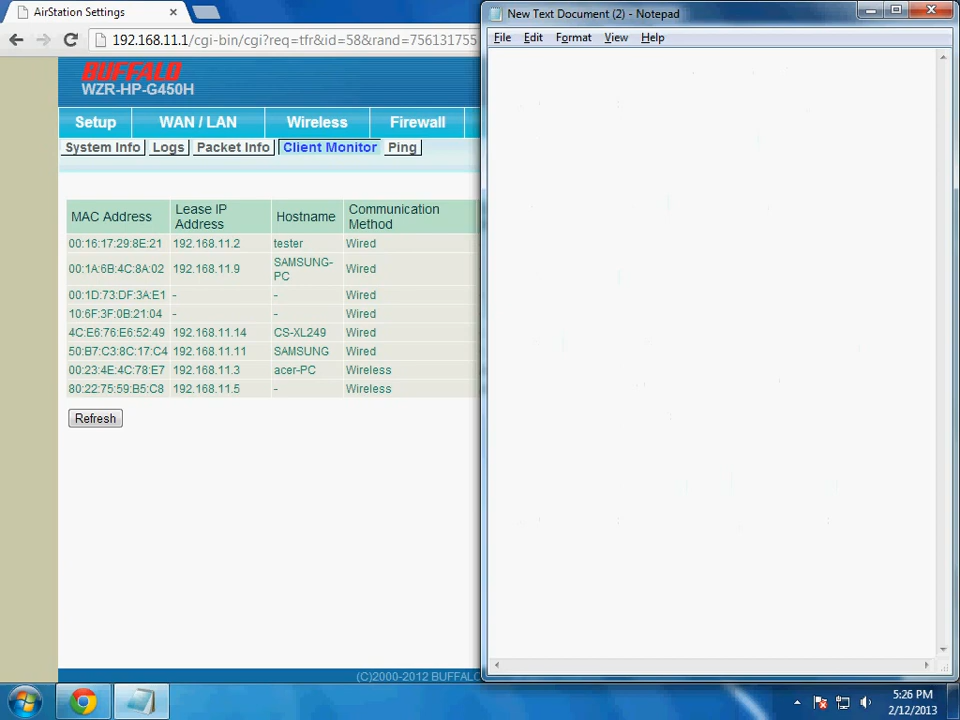 AirStation Settings
192.168.11.1/cgi-bin/cgi?req=tfr&id=58&rand=756131755
BUFFALO
WZR-HP-G450H
Setup WAN / LAN Wireless Firewall
System Info Logs Packet Info Client Monitor Ping
MAC Address Lease IP Address Hostname Communication Method
00:16:17:29:8E:21 192.168.11.2 tester Wired
00:1A:6B:4C:8A:02 192.168.11.9 SAMSUNG-PC Wired
00:1D:73:DF:3A:E1 - - Wired
10:6F:3F:0B:21:04 - - Wired
4C:E6:76:E6:52:49 192.168.11.14 CS-XL249 Wired
50:B7:C3:8C:17:C4 192.168.11.11 SAMSUNG Wired
00:23:4E:4C:78:E7 192.168.11.3 acer-PC Wireless
80:22:75:59:B5:C8 192.168.11.5 - Wireless
Refresh
(C)2000-2012 BUFFALO
New Text Document (2) - Notepad
File Edit Format View Help
5:26 PM
2/12/2013